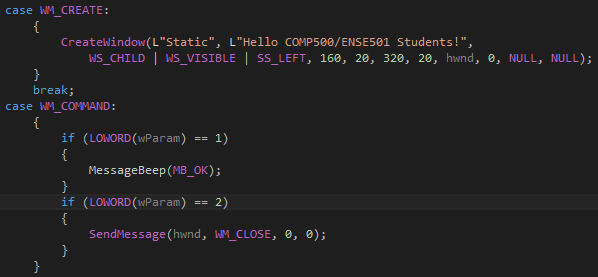 case WM_CREATE:
{
CreateWindow(L"Static", L"Hello COMP500/ENSE501 Students!",
WS_CHILD | WS_VISIBLE | SS_LEFT, 160, 20, 320, 20, hwnd, 0, NULL, NULL);
}
break;
case WM_COMMAND:
{
if (LOWORD(wParam) == 1)
{
MessageBeep(MB_OK);
}
if (LOWORD(wParam) == 2)
{
SendMessage(hwnd, WM_CLOSE, 0, 0);
}
}